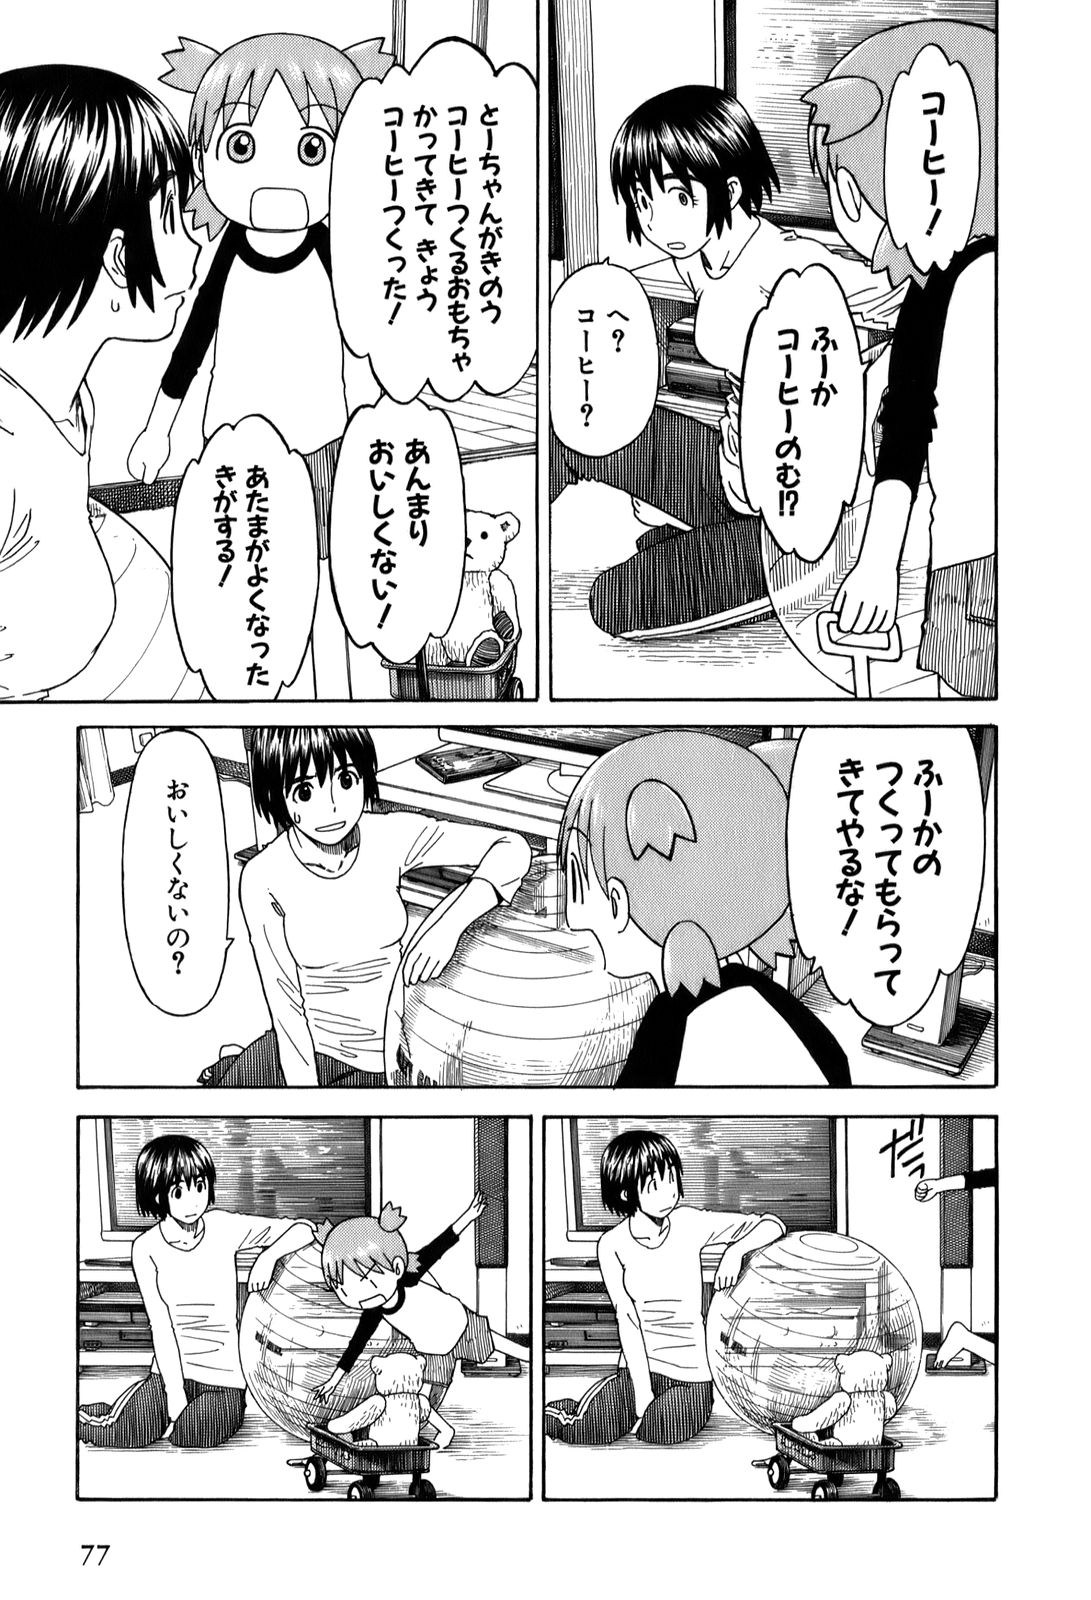 コーヒー！
ふーか
コーヒーのむ!?
へ？
コーヒー？
とーちゃんがきのう
コーヒーつくるおもちゃ
かってきて きょう
コーヒーつくった！
あんまり
おいしくない！
あたまがよくなった
きがする！
ふーかの
つくってもらって
きてやるな！
おいしくないの？
だっ
77